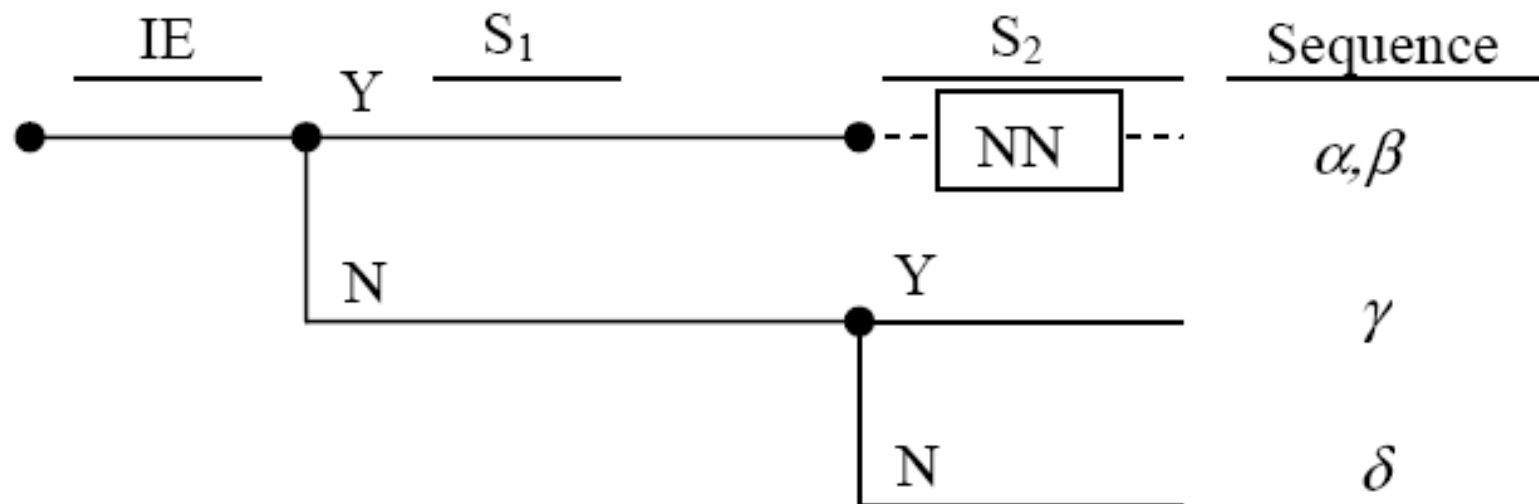 IE S₁ S₂ Sequence
Y
NN α,β
N Y γ
N δ